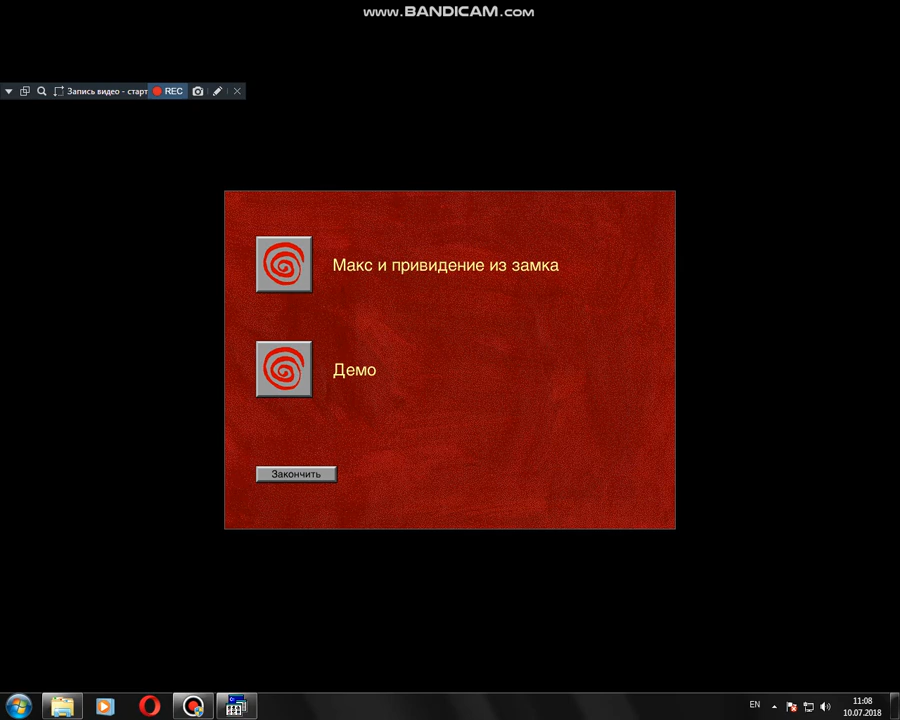 www.BANDICAM.com
Запись видео - старт
REC
Макс и привидение из замка
Демо
Закончить
EN
11:08
10.07.2018